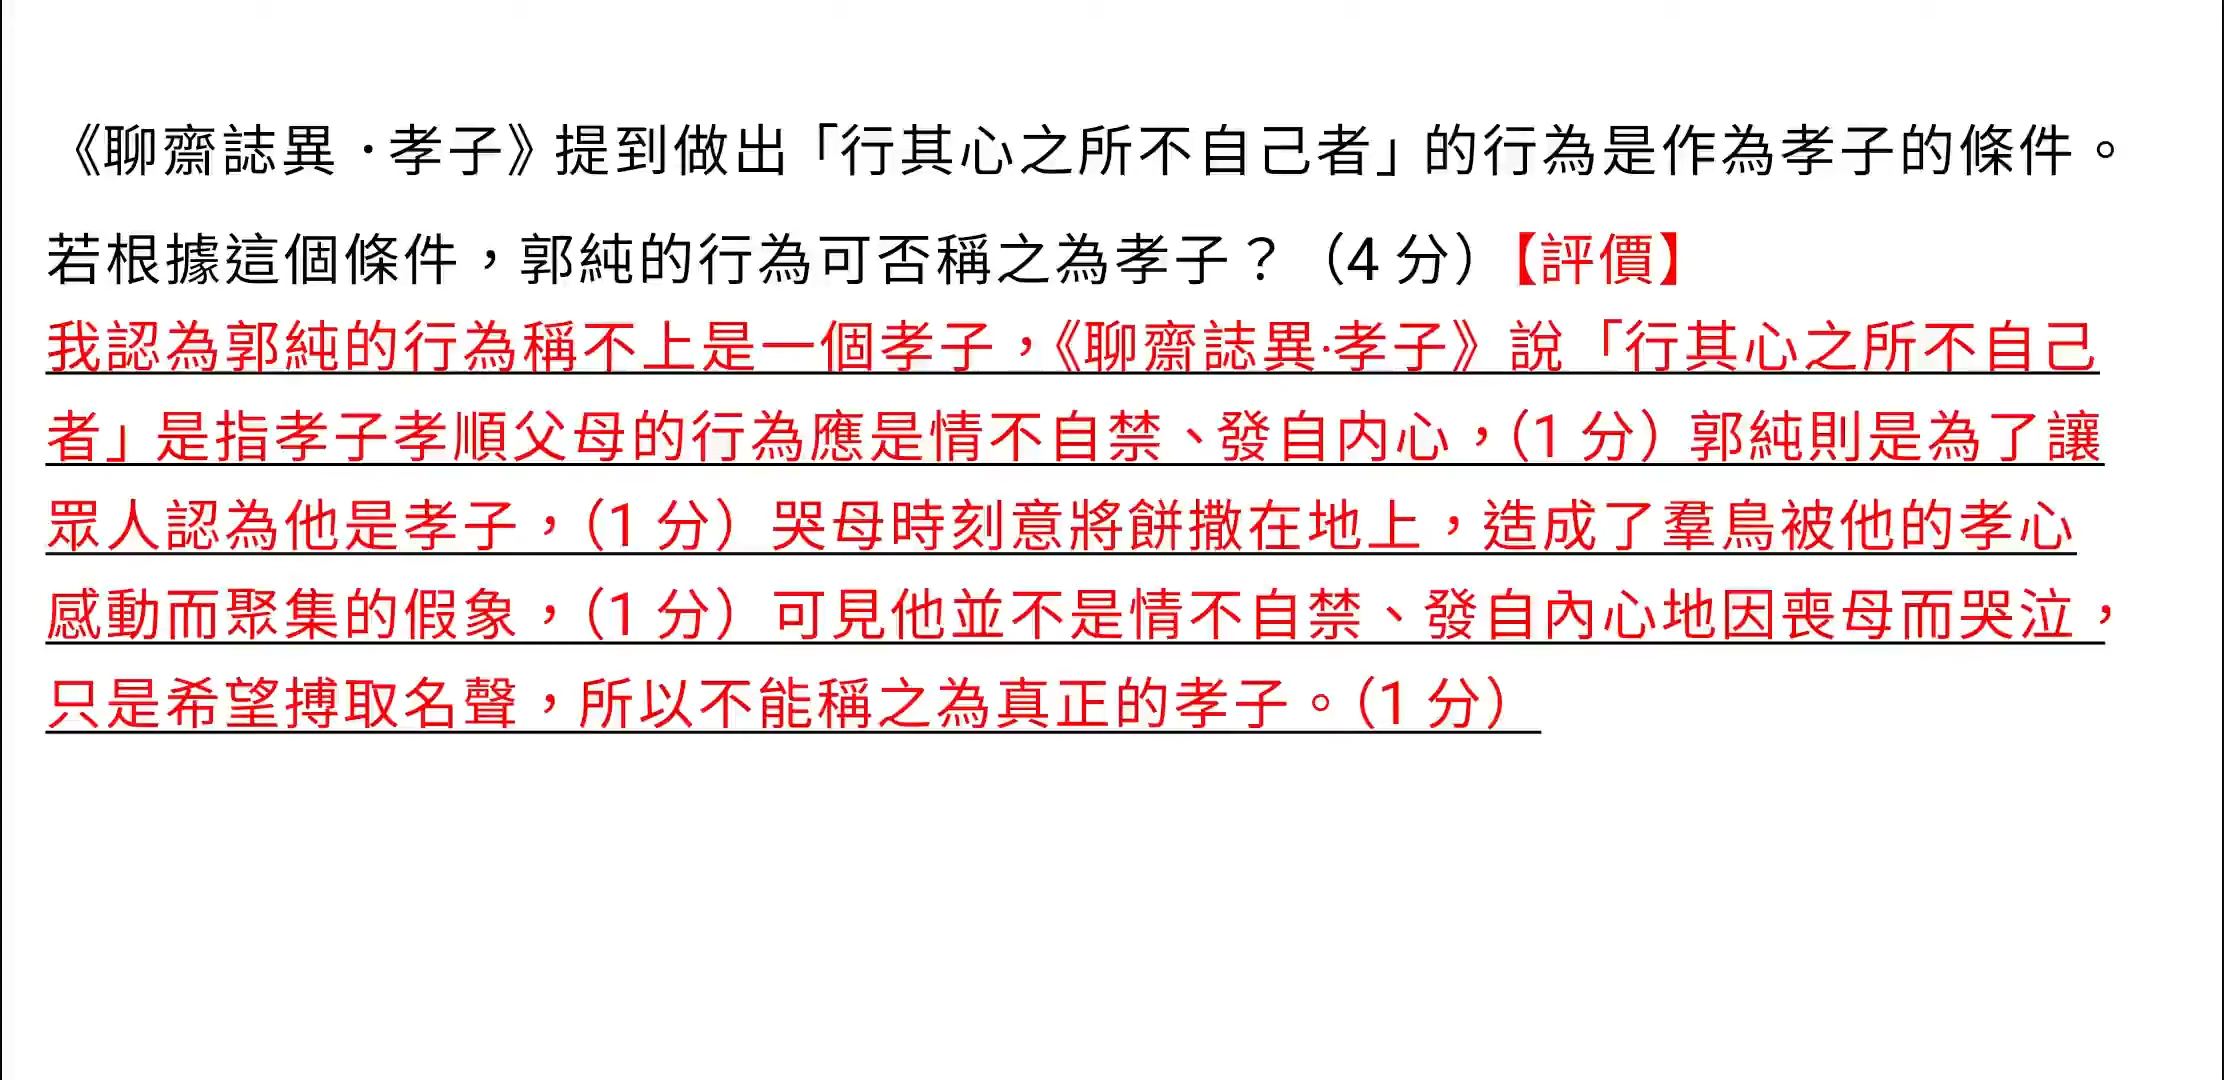 《聊齋誌異 ·孝子》提到做出「行其心之所不自己者」的行為是作為孝子的條件。
若根據這個條件，郭純的行為可否稱之為孝子？（4 分）【評價】
我認為郭純的行為稱不上是一個孝子，《聊齋誌異·孝子》說「行其心之所不自己
者」是指孝子孝順父母的行為應是情不自禁、發自内心，（1 分）郭純則是為了讓
眾人認為他是孝子，（1 分）哭母時刻意將餅撒在地上，造成了羣鳥被他的孝心
感動而聚集的假象，（1 分）可見他並不是情不自禁、發自內心地因喪母而哭泣，
只是希望搏取名聲，所以不能稱之為真正的孝子。（1 分）